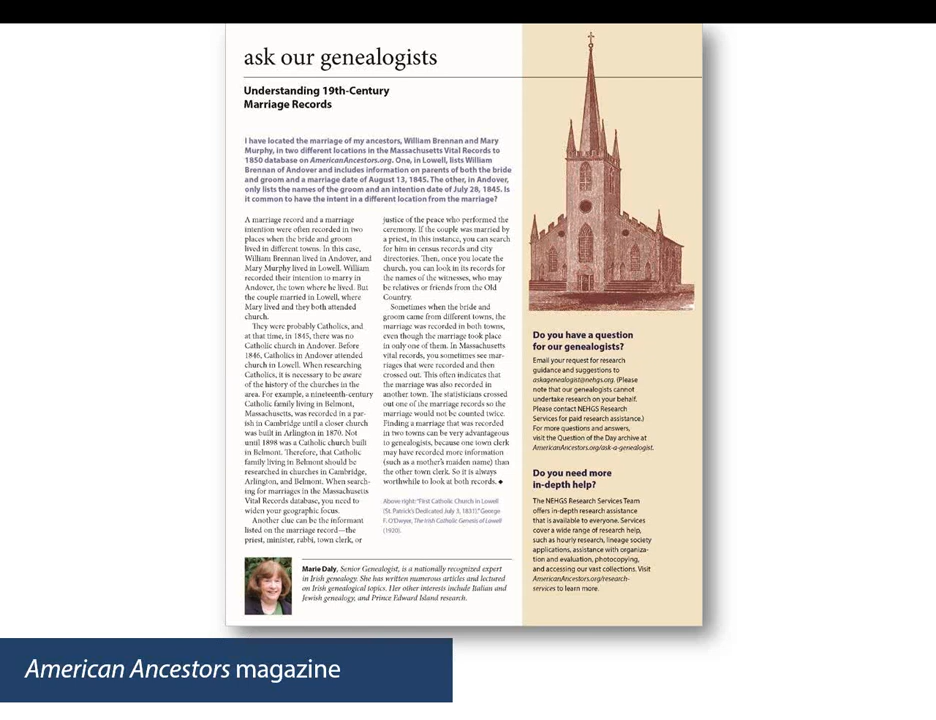 ask our genealogists
Understanding 19th-Century
Marriage Records
I have located the marriage of my ancestors, William Brennan and Mary
Murphy, in two different locations in the Massachusetts Vital Records to
1850 database on AmericanAncestors.org. One, in Lowell, lists William
Brennan of Andover and includes information on parents of both the bride
and groom and a marriage date of August 13, 1845. The other, in Andover,
only lists the names of the groom and an intention date of July 28, 1845. Is
it common to have the intent in a different location from the marriage?
A marriage record and a marriage
intention were often recorded in two
places when the bride and groom
lived in different towns. In this case,
William Brennan lived in Andover, and
Mary Murphy lived in Lowell. William
recorded their intention to marry in
Andover, the town where he lived. But
the couple married in Lowell, where
Mary lived and they both attended
church.
They were probably Catholics, and
at that time, in 1845, there was no
Catholic church in Andover. Before
1846, Catholics in Andover attended
church in Lowell. When researching
Catholics, it is necessary to be aware
of the history of the churches in the
area. For example, a nineteenth-century
Catholic family living in Belmont,
Massachusetts, was recorded in a par-
ish in Cambridge until a closer church
was built in Arlington in 1870. Not
until 1898 was a Catholic church built
in Belmont. Therefore, that Catholic
family living in Belmont should be
researched in churches in Cambridge,
Arlington, and Belmont. When search-
ing for marriages in the Massachusetts
Vital Records database, you need to
widen your geographic focus.
Another clue can be the informant
listed on the marriage record—the
priest, minister, rabbi, town clerk, or
justice of the peace who performed the
ceremony. If the couple was married by
a priest, in this instance, you can search
for him in census records and city
directories. Then, once you locate the
church, you can look in its records for
the names of the witnesses, who may
be relatives or friends from the Old
Country.
Sometimes when the bride and
groom came from different towns, the
marriage was recorded in both towns,
even though the marriage took place
in only one of them. In Massachusetts
vital records, you sometimes see mar-
riages that were recorded and then
crossed out. This often indicates that
the marriage was also recorded in
another town. The statisticians crossed
out one of the marriage records so the
marriage would not be counted twice.
Finding a marriage that was recorded
in two towns can be very advantageous
to genealogists, because one town clerk
may have recorded more information
(such as a mother's maiden name) than
the other town clerk. So it is always
worthwhile to look at both records. ◆
Above right: "First Catholic Church in Lowell
(St. Patrick's Dedicated July 3, 1831)." George
F. O'Dwyer, The Irish Catholic Genesis of Lowell
(1920).
Marie Daly, Senior Genealogist, is a nationally recognized expert
in Irish genealogy. She has written numerous articles and lectured
on Irish genealogical topics. Her other interests include Italian and
Jewish genealogy, and Prince Edward Island research.
Do you have a question
for our genealogists?
Email your request for research
guidance and suggestions to
askagenealogist@nehgs.org. (Please
note that our genealogists cannot
undertake research on your behalf.
Please contact NEHGS Research
Services for paid research assistance.)
For more questions and answers,
visit the Question of the Day archive at
AmericanAncestors.org/ask-a-genealogist.
Do you need more
in-depth help?
The NEHGS Research Services Team
offers in-depth research assistance
that is available to everyone. Services
cover a wide range of research help,
such as hourly research, lineage society
applications, assistance with organiza-
tion and evaluation, photocopying,
and accessing our vast collections. Visit
AmericanAncestors.org/research-
services to learn more.
American Ancestors magazine